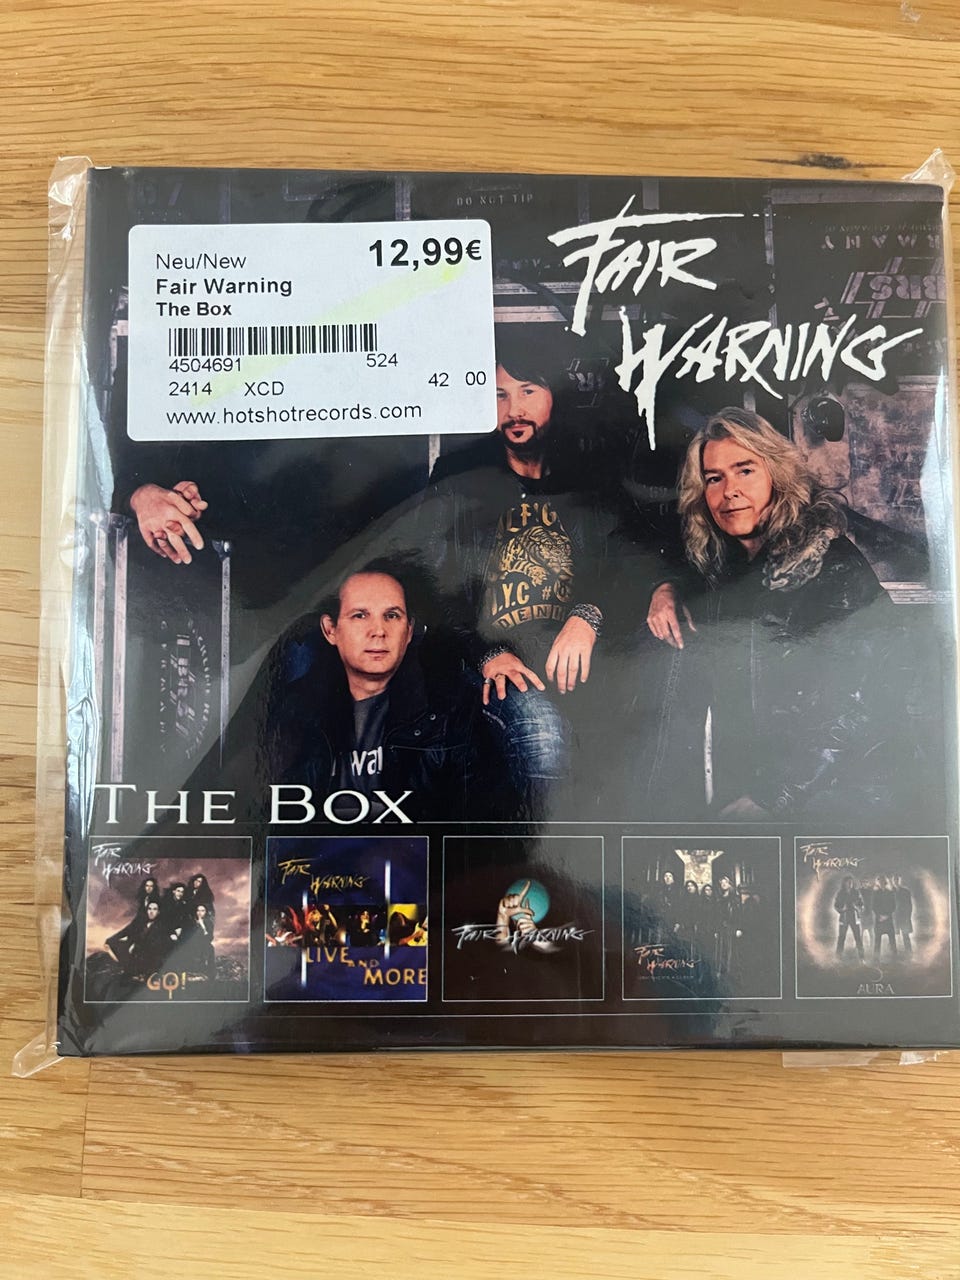 DO NOT TIP
Neu/New 12,99€
Fair Warning
The Box
4504691 524
2414 XCD 42 00
www.hotshotrecords.com
FAIR
WARNING
N.Y.C #
DENI
wa
THE BOX
FAIR
WARNING
GO!
FAIR
WARNING
LIVE AND
MORE
FAIR WARNING
FAIR
WARNING
FAIR
WARNING
AURA